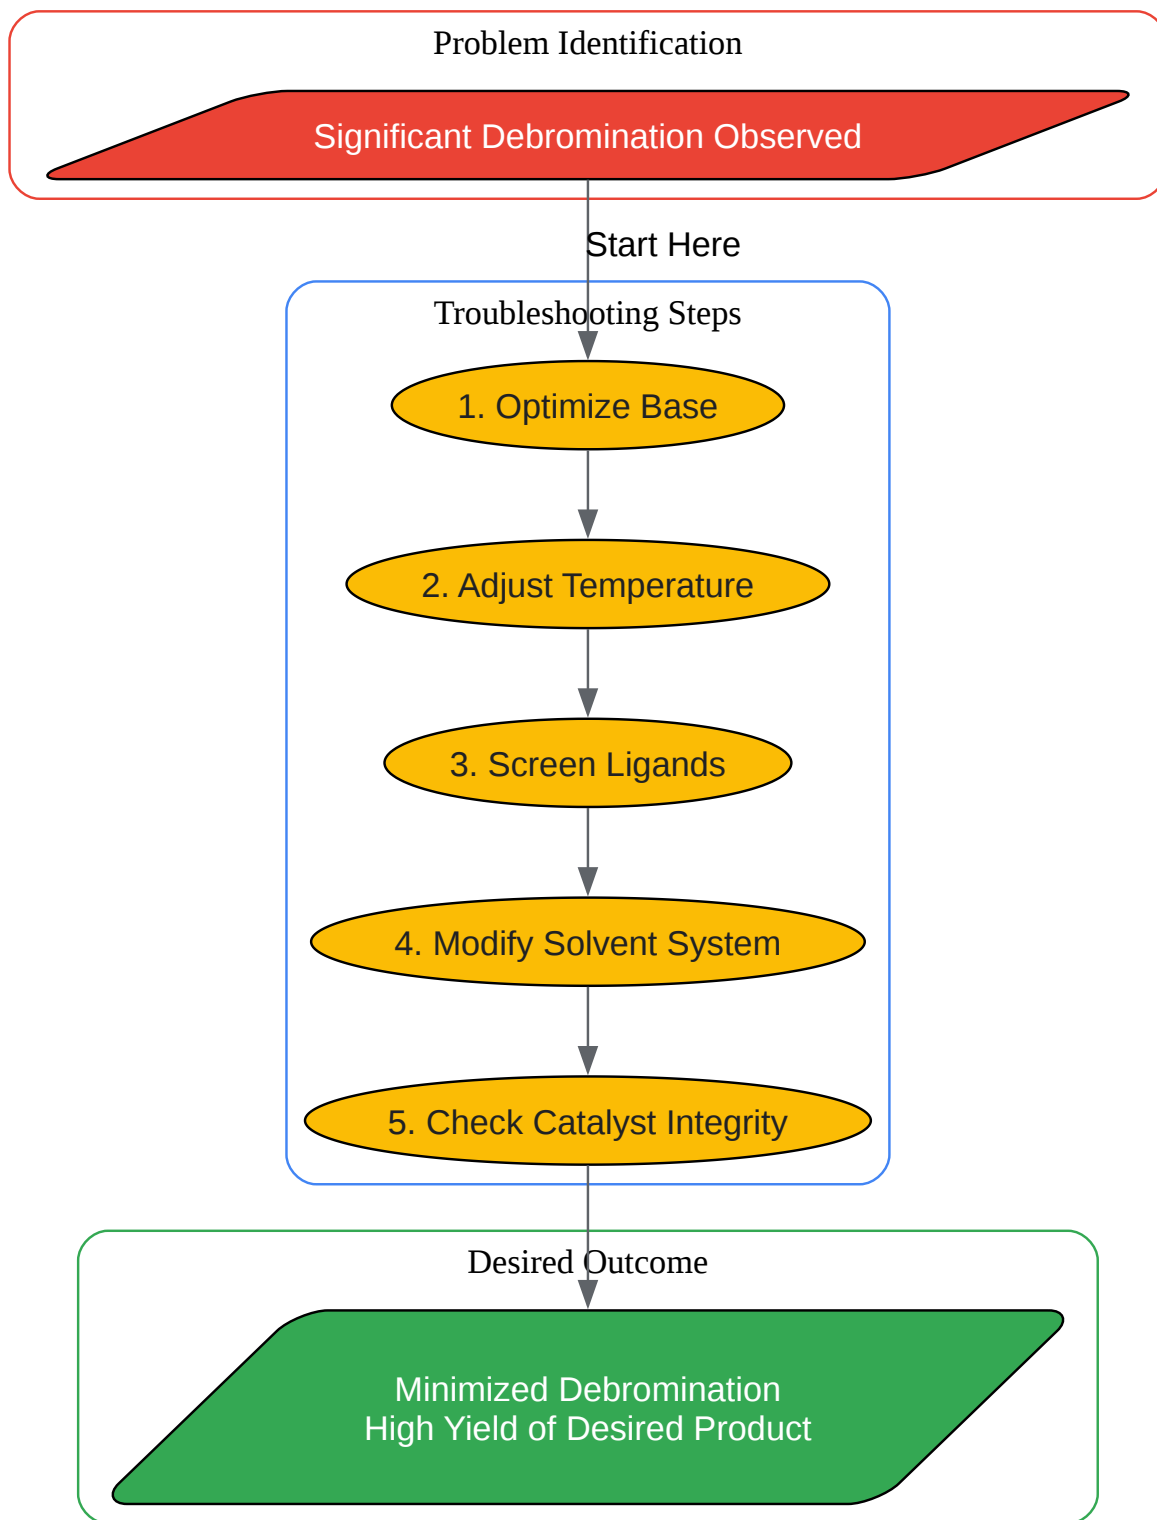 Problem Identification
Significant Debromination Observed
Start Here
Troubleshooting Steps
1. Optimize Base
2. Adjust Temperature
3. Screen Ligands
4. Modify Solvent System
5. Check Catalyst Integrity
Desired Outcome
Minimized Debromination
High Yield of Desired Product